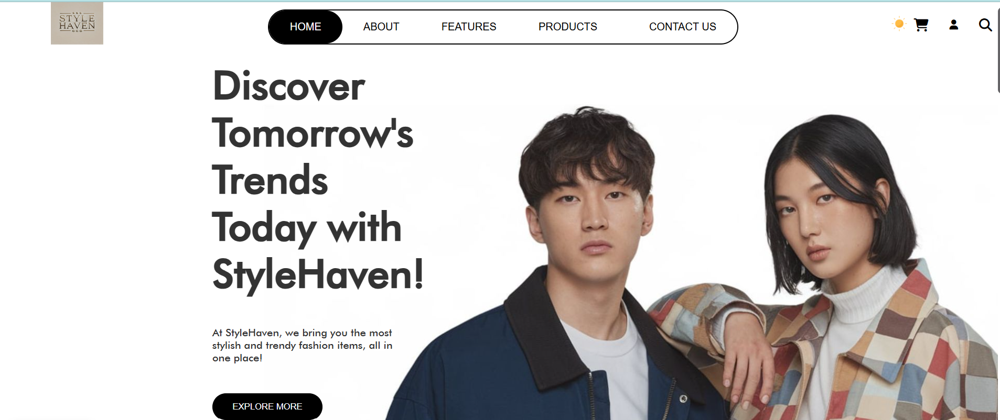 STYLE
HAVEN
HOME ABOUT FEATURES PRODUCTS CONTACT US
Discover
Tomorrow's
Trends
Today with
StyleHaven!
At StyleHaven, we bring you the most
stylish and trendy fashion items, all in
one place!
EXPLORE MORE